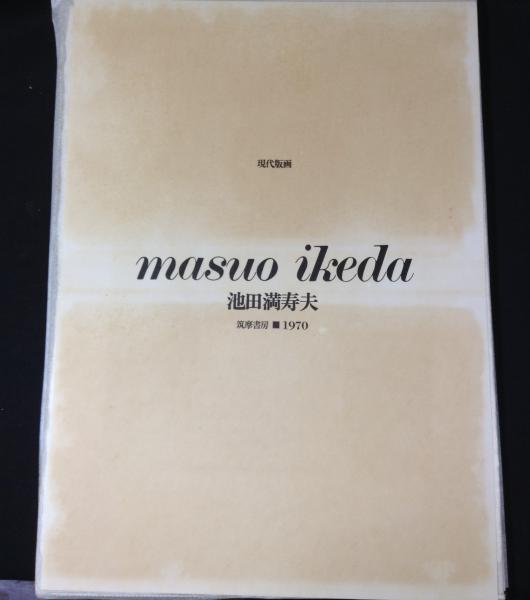 現代版画
masuo ikeda
池田満寿夫
筑摩書房 ■ 1970